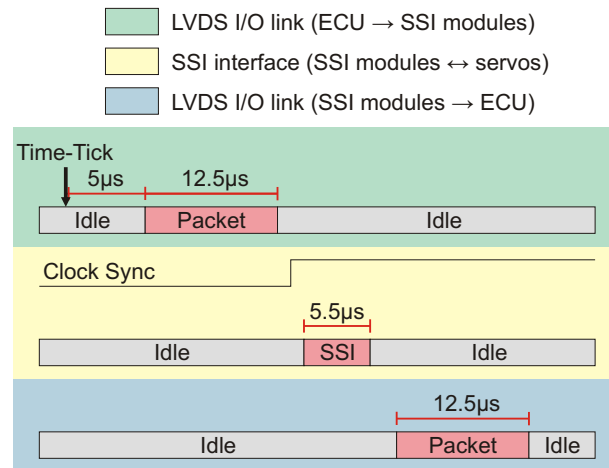 LVDS I/O link (ECU → SSI modules)
SSI interface (SSI modules ↔ servos)
LVDS I/O link (SSI modules → ECU)
Time-Tick
5µs 12.5µs
Idle Packet Idle
Clock Sync
5.5µs
Idle SSI Idle
12.5µs
Idle Packet Idle